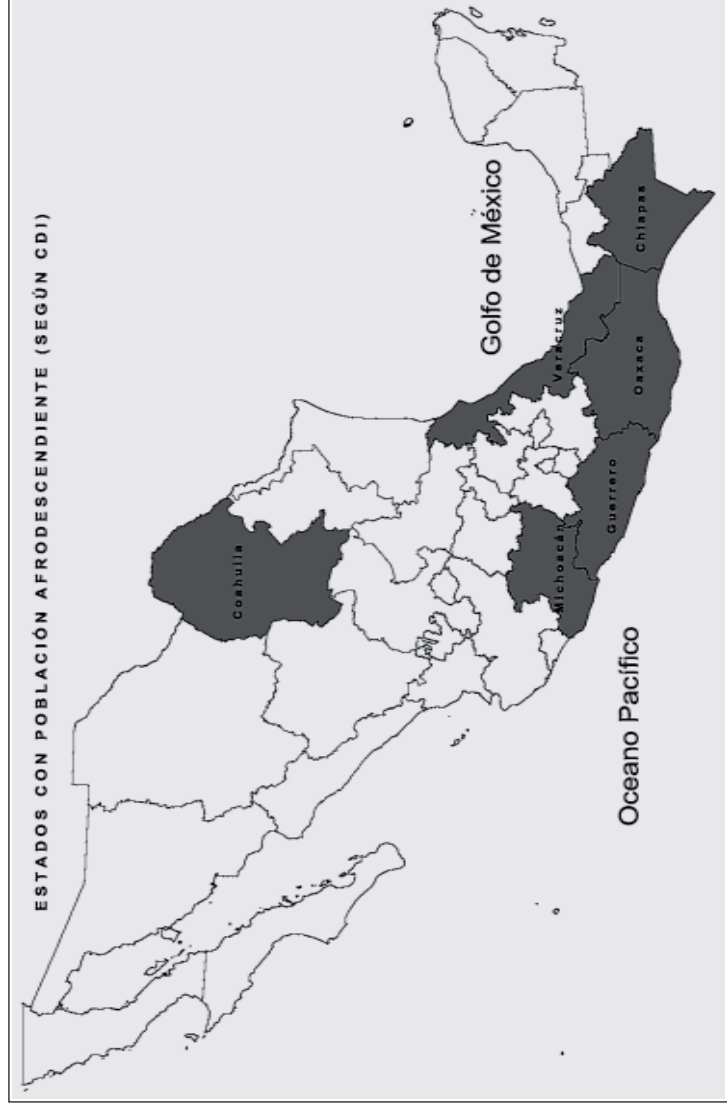 ESTADOS CON POBLACIÓN AFRODESCENDIENTE (SEGÚN CDI)
Coahuila
Golfo de México
Veracruz
Michoacán
Guerrero
Oaxaca
Chiapas
Oceano Pacífico